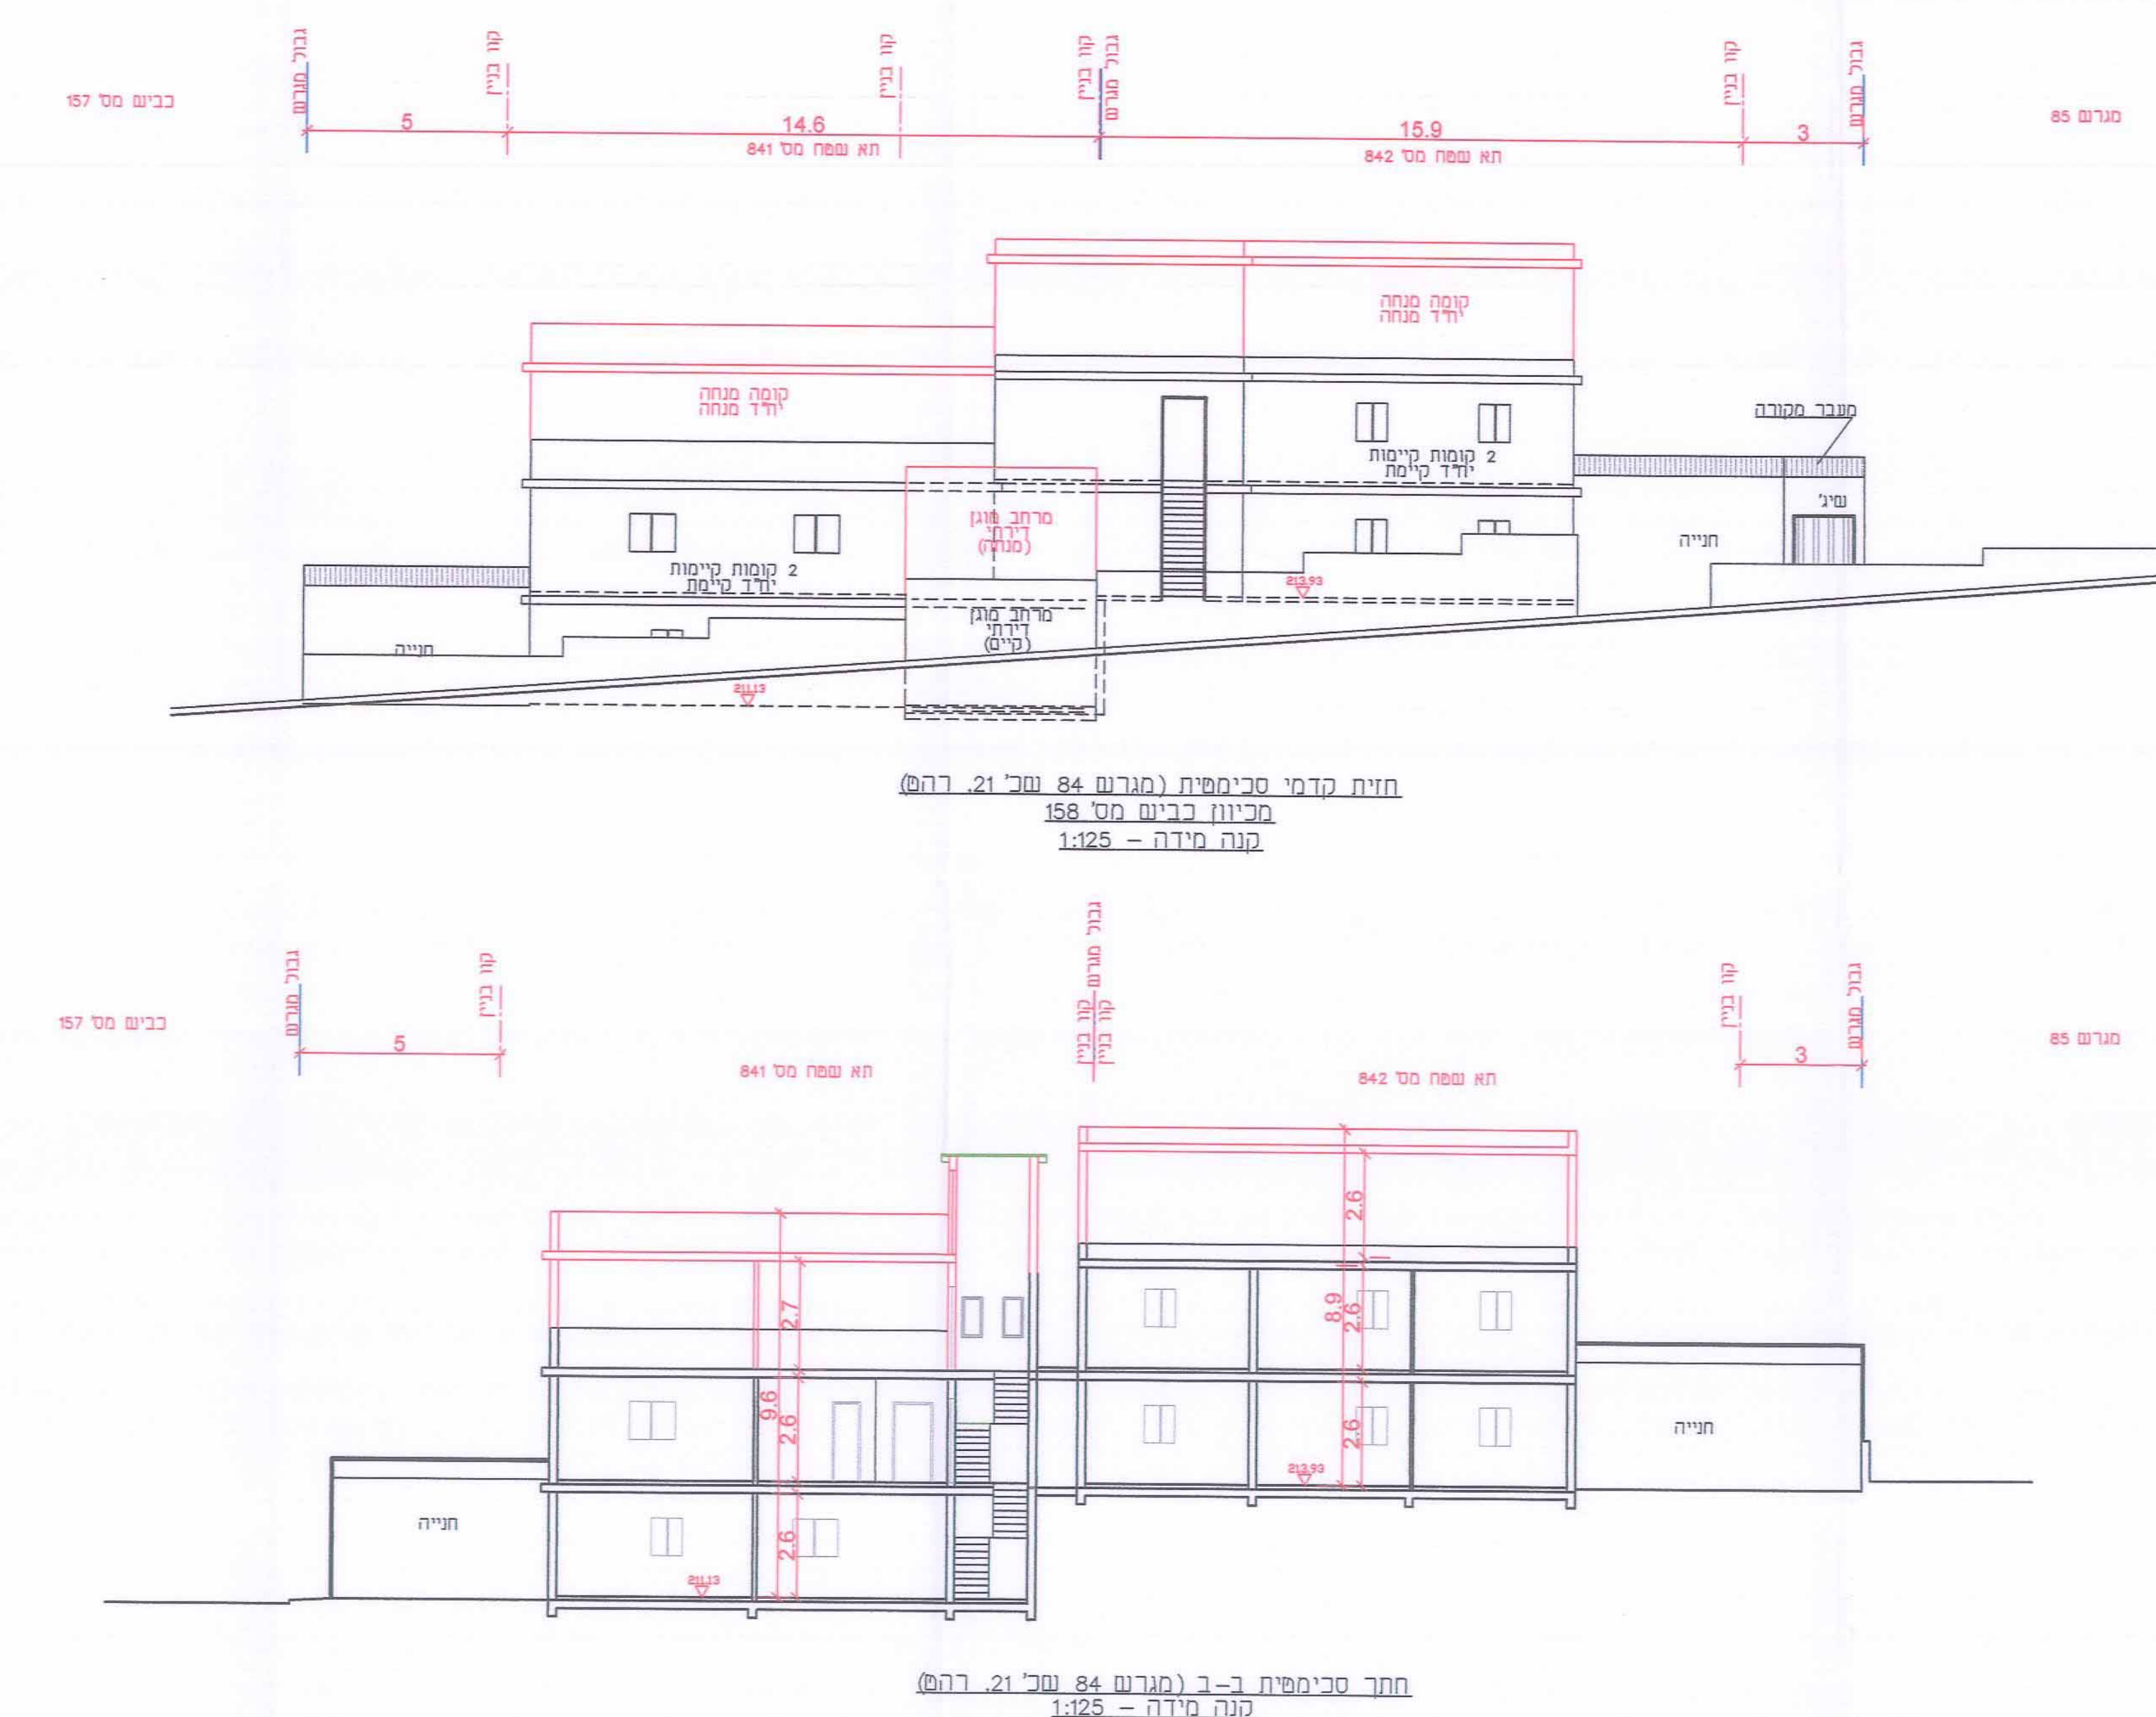 גבול מגרש
קוו בניין
קוו בניין
קוו בניין
גבול מגרש
קוו בניין
גבול מגרש
כביש מס' 157
מגרש 85
5
14.6
15.9
3
תא שטח מס' 841
תא שטח מס' 842
קומה מנחה
יח"ד מנחה
קומה מנחה
יח"ד מנחה
מעבר מקורה
2 קומות קיימות
יח"ד קיימת
שיג'
מרחב מוגן
דירתי
(מנחה)
חנייה
2 קומות קיימות
יח"ד קיימת
213.93
מרחב מוגן
דירתי
(קיים)
חנייה
211.13
חזית קדמי סכימטית (מגרש 84 שכ' 21. רהט)
מכיוון כביש מס' 158
קנה מידה - 1:125
גבול מגרש
קוו בניין
גבול מגרש
קוו בניין
קוו בניין
קוו בניין
גבול מגרש
כביש מס' 157
מגרש 85
5
3
תא שטח מס' 841
תא שטח מס' 842
2.6
2.7
8.9
2.6
9.6
2.6
2.6
חנייה
213.93
חנייה
2.6
211.13
חתך סכימטית ב-ב (מגרש 84 שכ' 21. רהט)
קנה מידה - 1:125